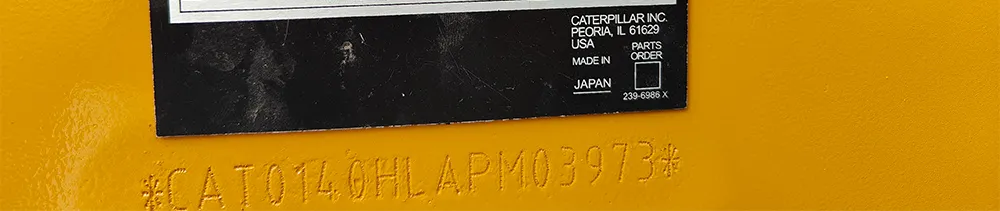 CATERPILLAR INC.
PEORIA, IL 61629
USA
MADE IN
JAPAN
PARTS
ORDER
239-6986 X
*CAT0140HLAPM03973*